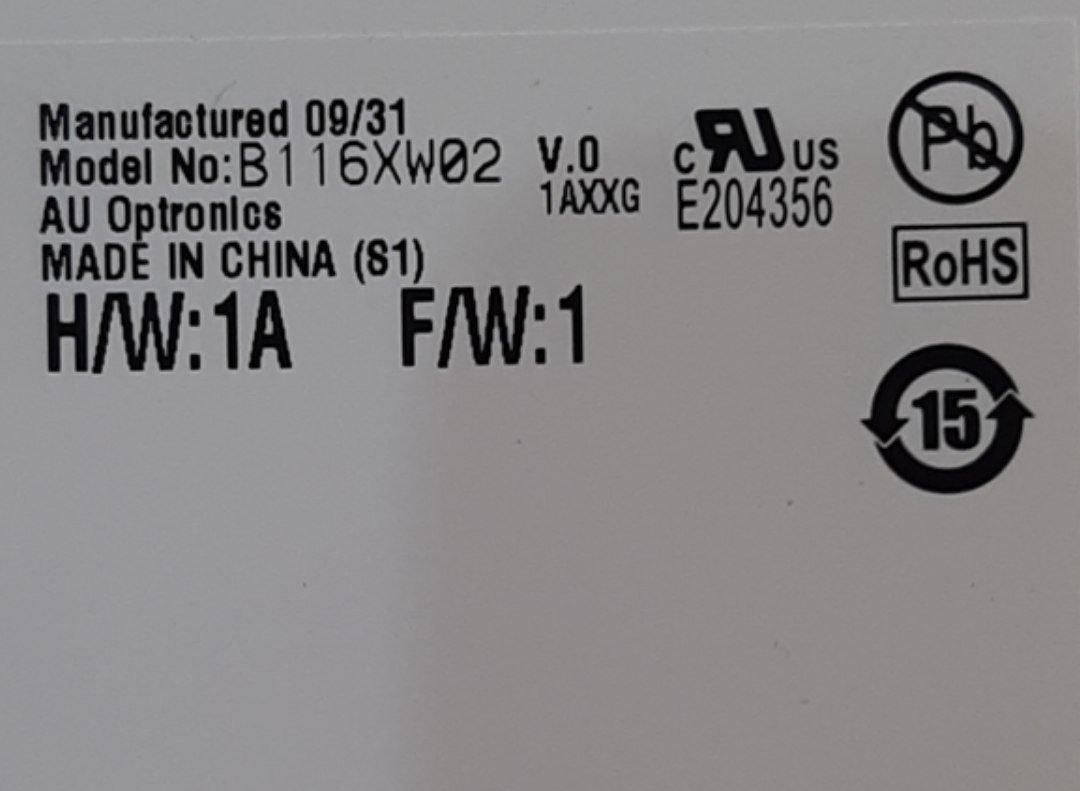 Manufactured 09/31
Model No:B116XW02 V.0
1AXXG
AU Optronics
MADE IN CHINA (S1)
H/W:1A F/W:1
c RU US
E204356
Pb
RoHS
15